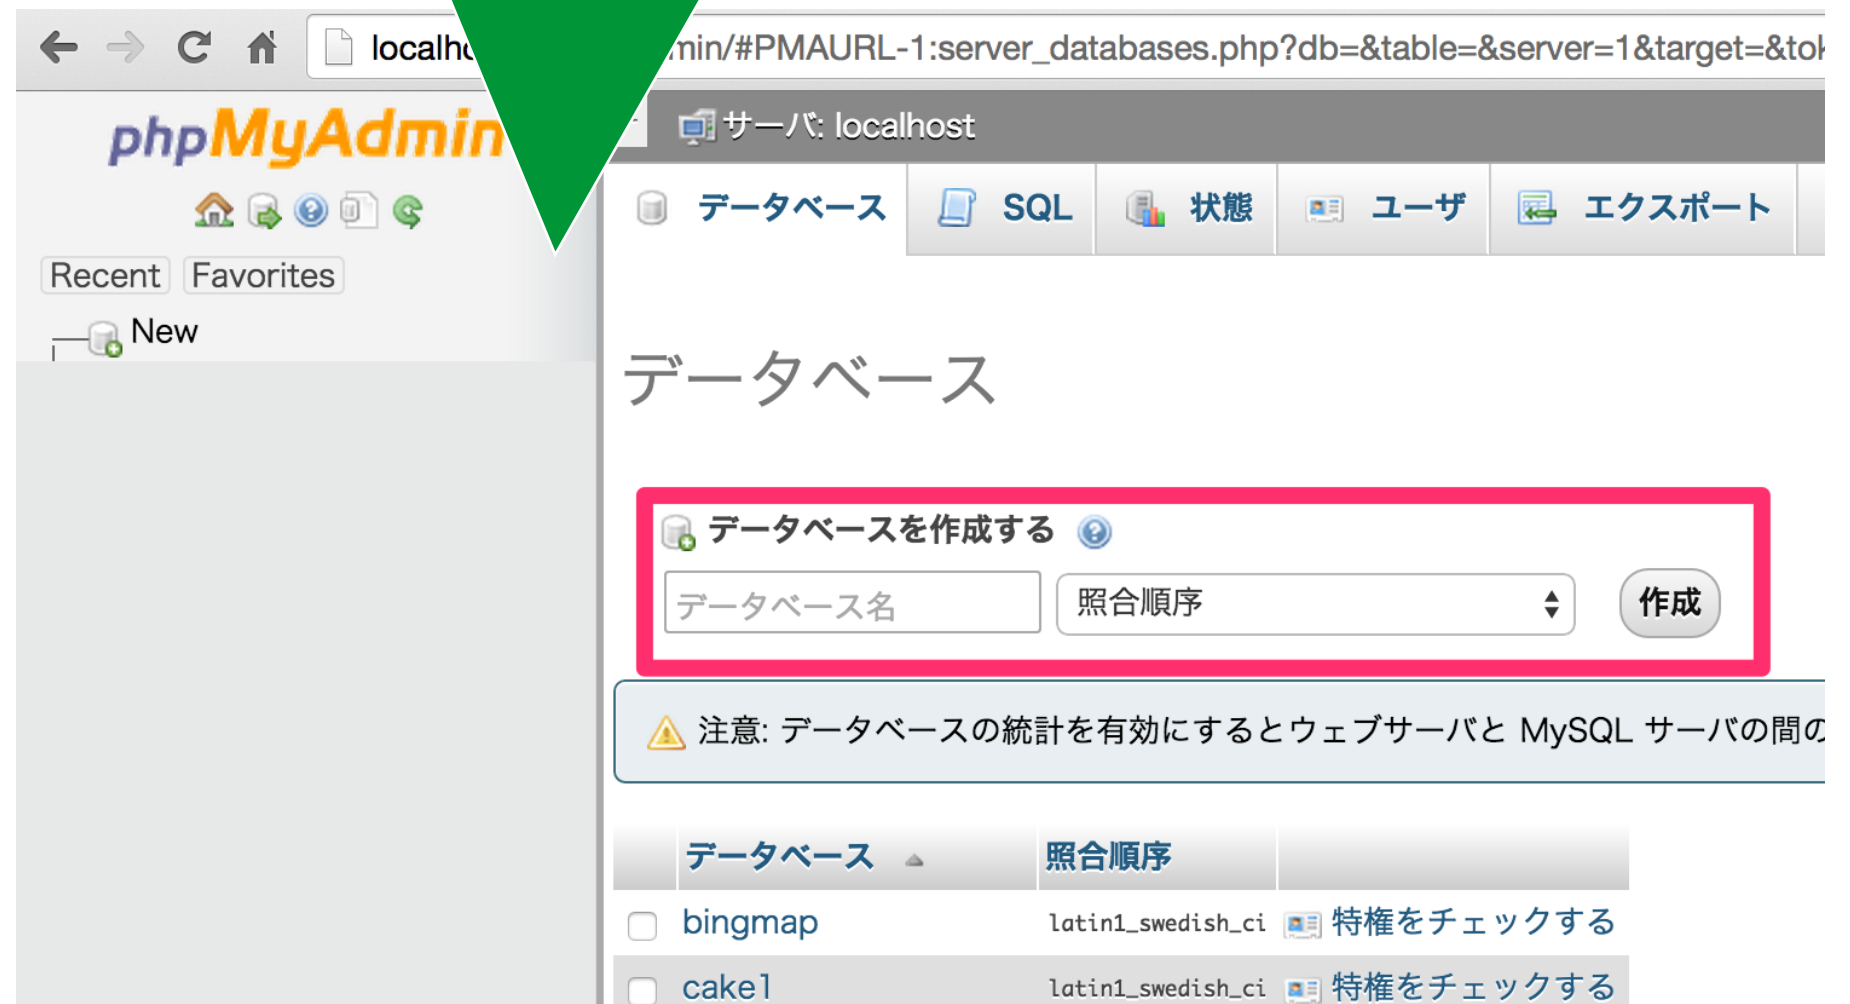 localho min/#PMAURL-1:server_databases.php?db=&table=&server=1&target=&tok
phpMyAdmin
サーバ: localhost
データベース SQL 状態 ユーザ エクスポート
Recent Favorites
New
データベース
データベースを作成する
データベース名 照合順序 作成
注意: データベースの統計を有効にするとウェブサーバと MySQL サーバの間の
データベース 照合順序
bingmap latin1_swedish_ci 特権をチェックする
cake1 latin1_swedish_ci 特権をチェックする